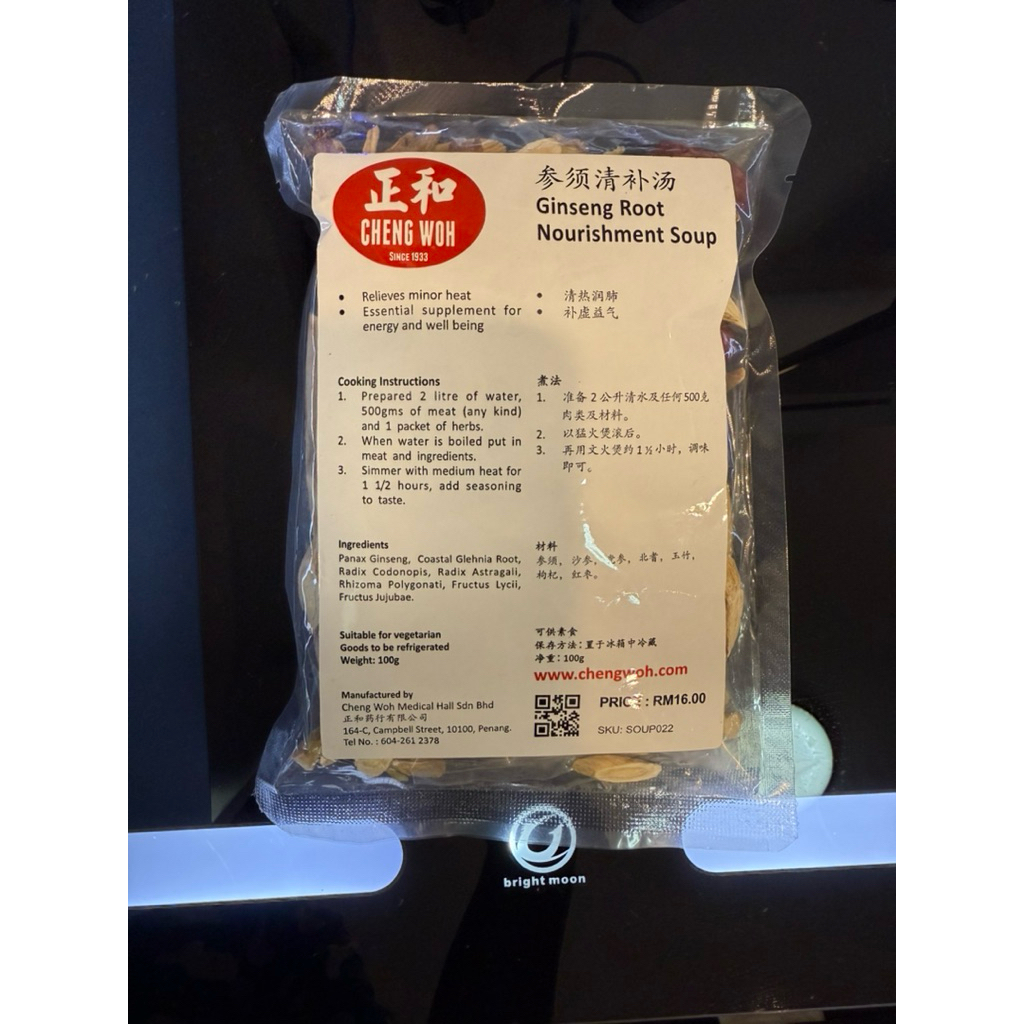 正和
CHENG WOH
SINCE 1933
参须清补汤
Ginseng Root
Nourishment Soup
• Relieves minor heat
• Essential supplement for
energy and well being
• 清热润肺
• 补虚益气
Cooking Instructions
1. Prepared 2 litre of water,
500gms of meat (any kind)
and 1 packet of herbs.
2. When water is boiled put in
meat and ingredients.
3. Simmer with medium heat for
1 1/2 hours, add seasoning
to taste.
煮法
1. 准备 2 公升清水及任何 500克
肉类及材料。
2. 以猛火煲滚后。
3. 再用文火煲约 1 ½ 小时，调味
即可。
Ingredients
Panax Ginseng, Coastal Glehnia Root,
Radix Codonopis, Radix Astragali,
Rhizoma Polygonati, Fructus Lycii,
Fructus Jujubae.
材料
参须，沙参，党参，北耆，玉竹，
枸杞，红枣。
Suitable for vegetarian
Goods to be refrigerated
Weight: 100g
可供素食
保存方法：置于冰箱中冷藏
净重：100g
www.chengwoh.com
Manufactured by
Cheng Woh Medical Hall Sdn Bhd
正和药行有限公司
164-C, Campbell Street, 10100, Penang.
Tel No. : 604-261 2378
PRICE : RM16.00
SKU: SOUP022
bright moon